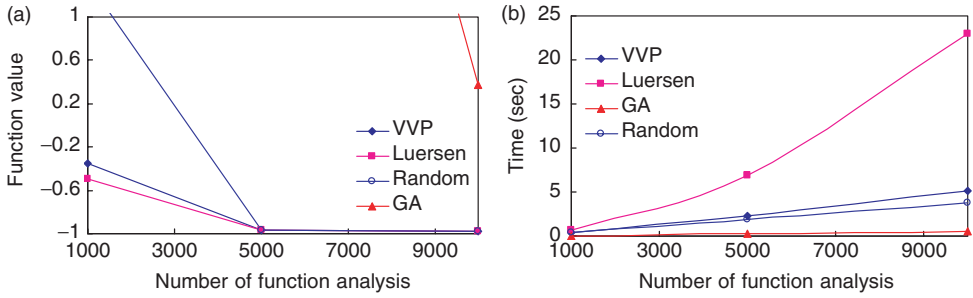 (a)
Function value
1
0.6
0.2
−0.2
−0.6
−1
VVP
Luersen
Random
GA
1000 3000 5000 7000 9000
Number of function analysis
(b)
Time (sec)
25
20
15
10
5
0
VVP
Luersen
GA
Random
1000 3000 5000 7000 9000
Number of function analysis